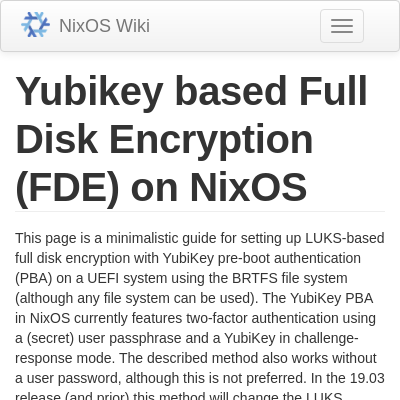 NixOS Wiki
Yubikey based Full
Disk Encryption
(FDE) on NixOS
This page is a minimalistic guide for setting up LUKS-based
full disk encryption with YubiKey pre-boot authentication
(PBA) on a UEFI system using the BRTFS file system
(although any file system can be used). The YubiKey PBA
in NixOS currently features two-factor authentication using
a (secret) user passphrase and a YubiKey in challenge-
response mode. The described method also works without
a user password, although this is not preferred. In the 19.03
release (and prior) this method will change the LUKS